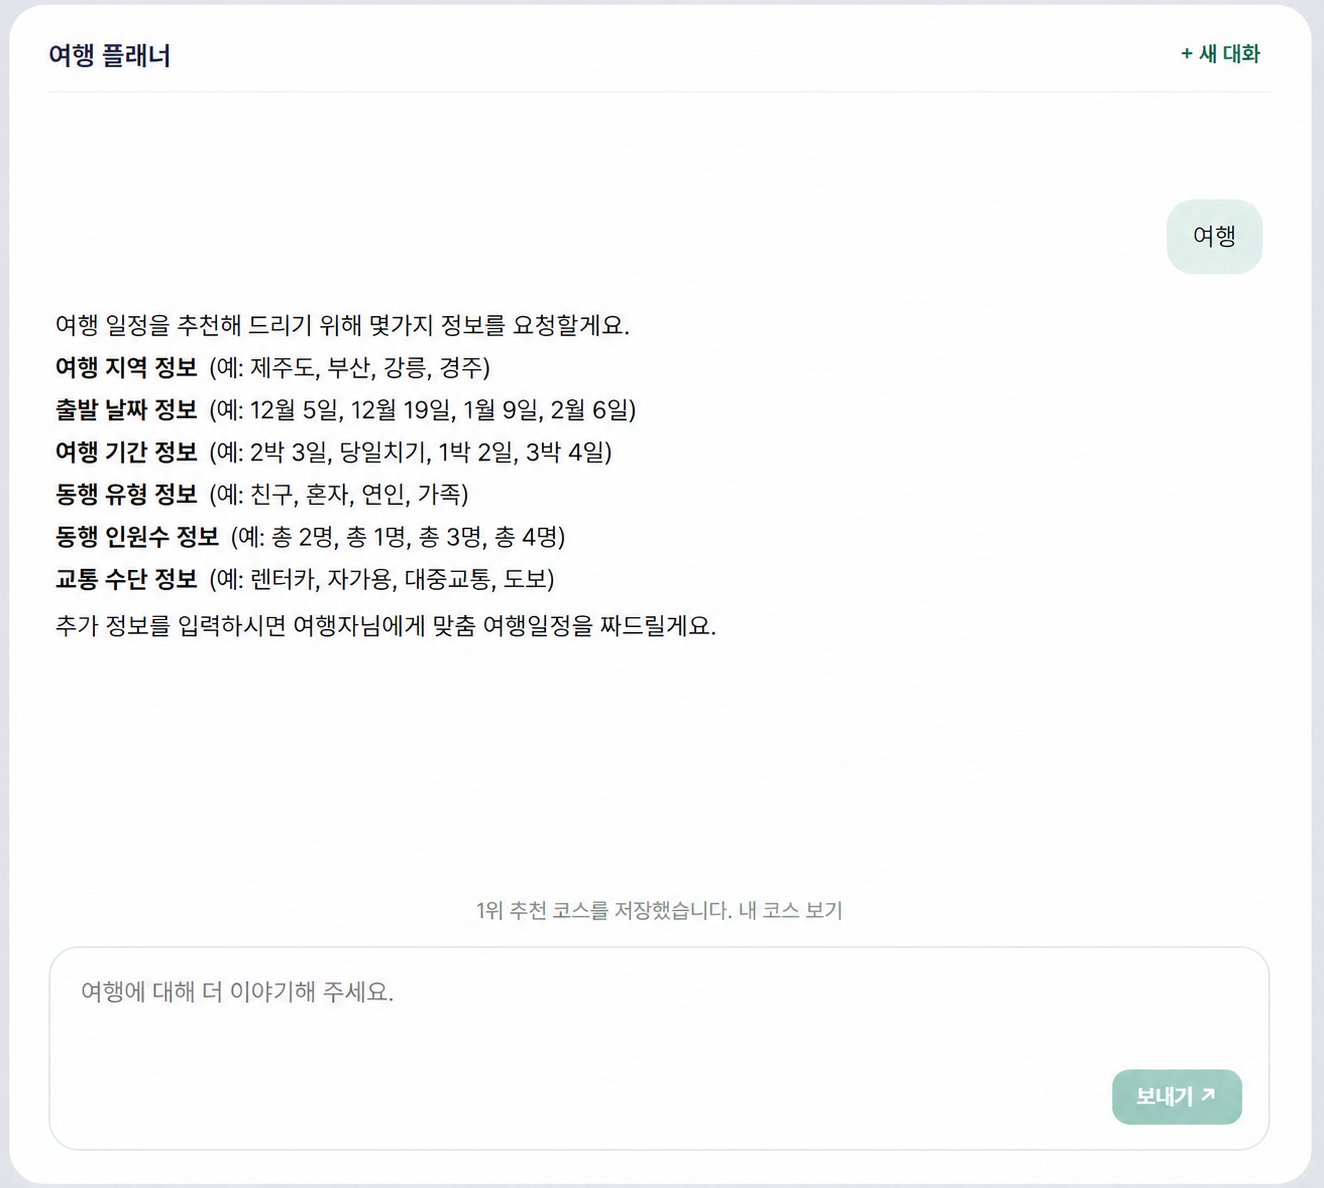 여행 플래너
+ 새 대화
여행
여행 일정을 추천해 드리기 위해 몇가지 정보를 요청할게요.
여행 지역 정보 (예: 제주도, 부산, 강릉, 경주)
출발 날짜 정보 (예: 12월 5일, 12월 19일, 1월 9일, 2월 6일)
여행 기간 정보 (예: 2박 3일, 당일치기, 1박 2일, 3박 4일)
동행 유형 정보 (예: 친구, 혼자, 연인, 가족)
동행 인원수 정보 (예: 총 2명, 총 1명, 총 3명, 총 4명)
교통 수단 정보 (예: 렌터카, 자가용, 대중교통, 도보)
추가 정보를 입력하시면 여행자님에게 맞춤 여행일정을 짜드릴게요.
1위 추천 코스를 저장했습니다. 내 코스 보기
여행에 대해 더 이야기해 주세요.
보내기 ↗